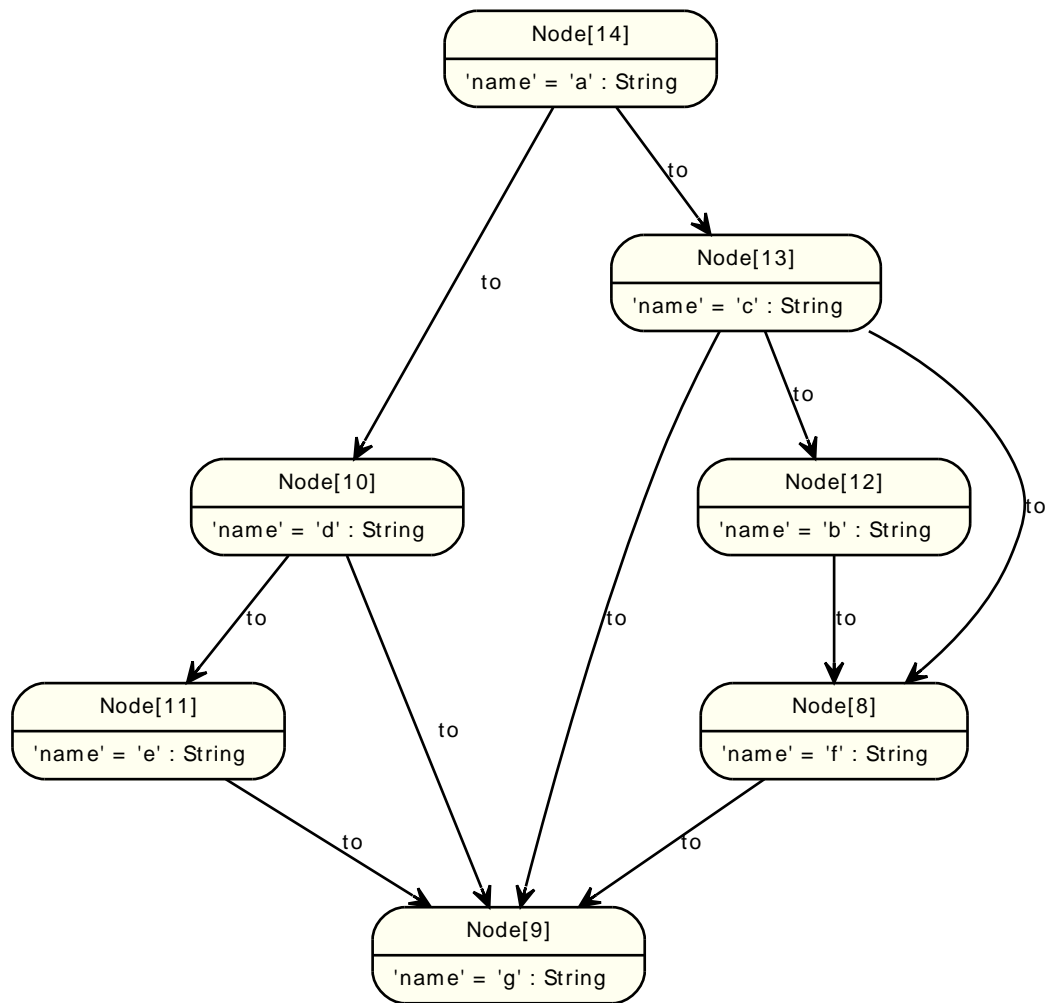 Node[14]
'name' = 'a' : String
to
Node[13]
to
'name' = 'c' : String
to
Node[10]
Node[12]
to
'name' = 'd' : String
'name' = 'b' : String
to
to
to
Node[11]
Node[8]
to
'name' = 'e' : String
'name' = 'f' : String
to
to
Node[9]
'name' = 'g' : String